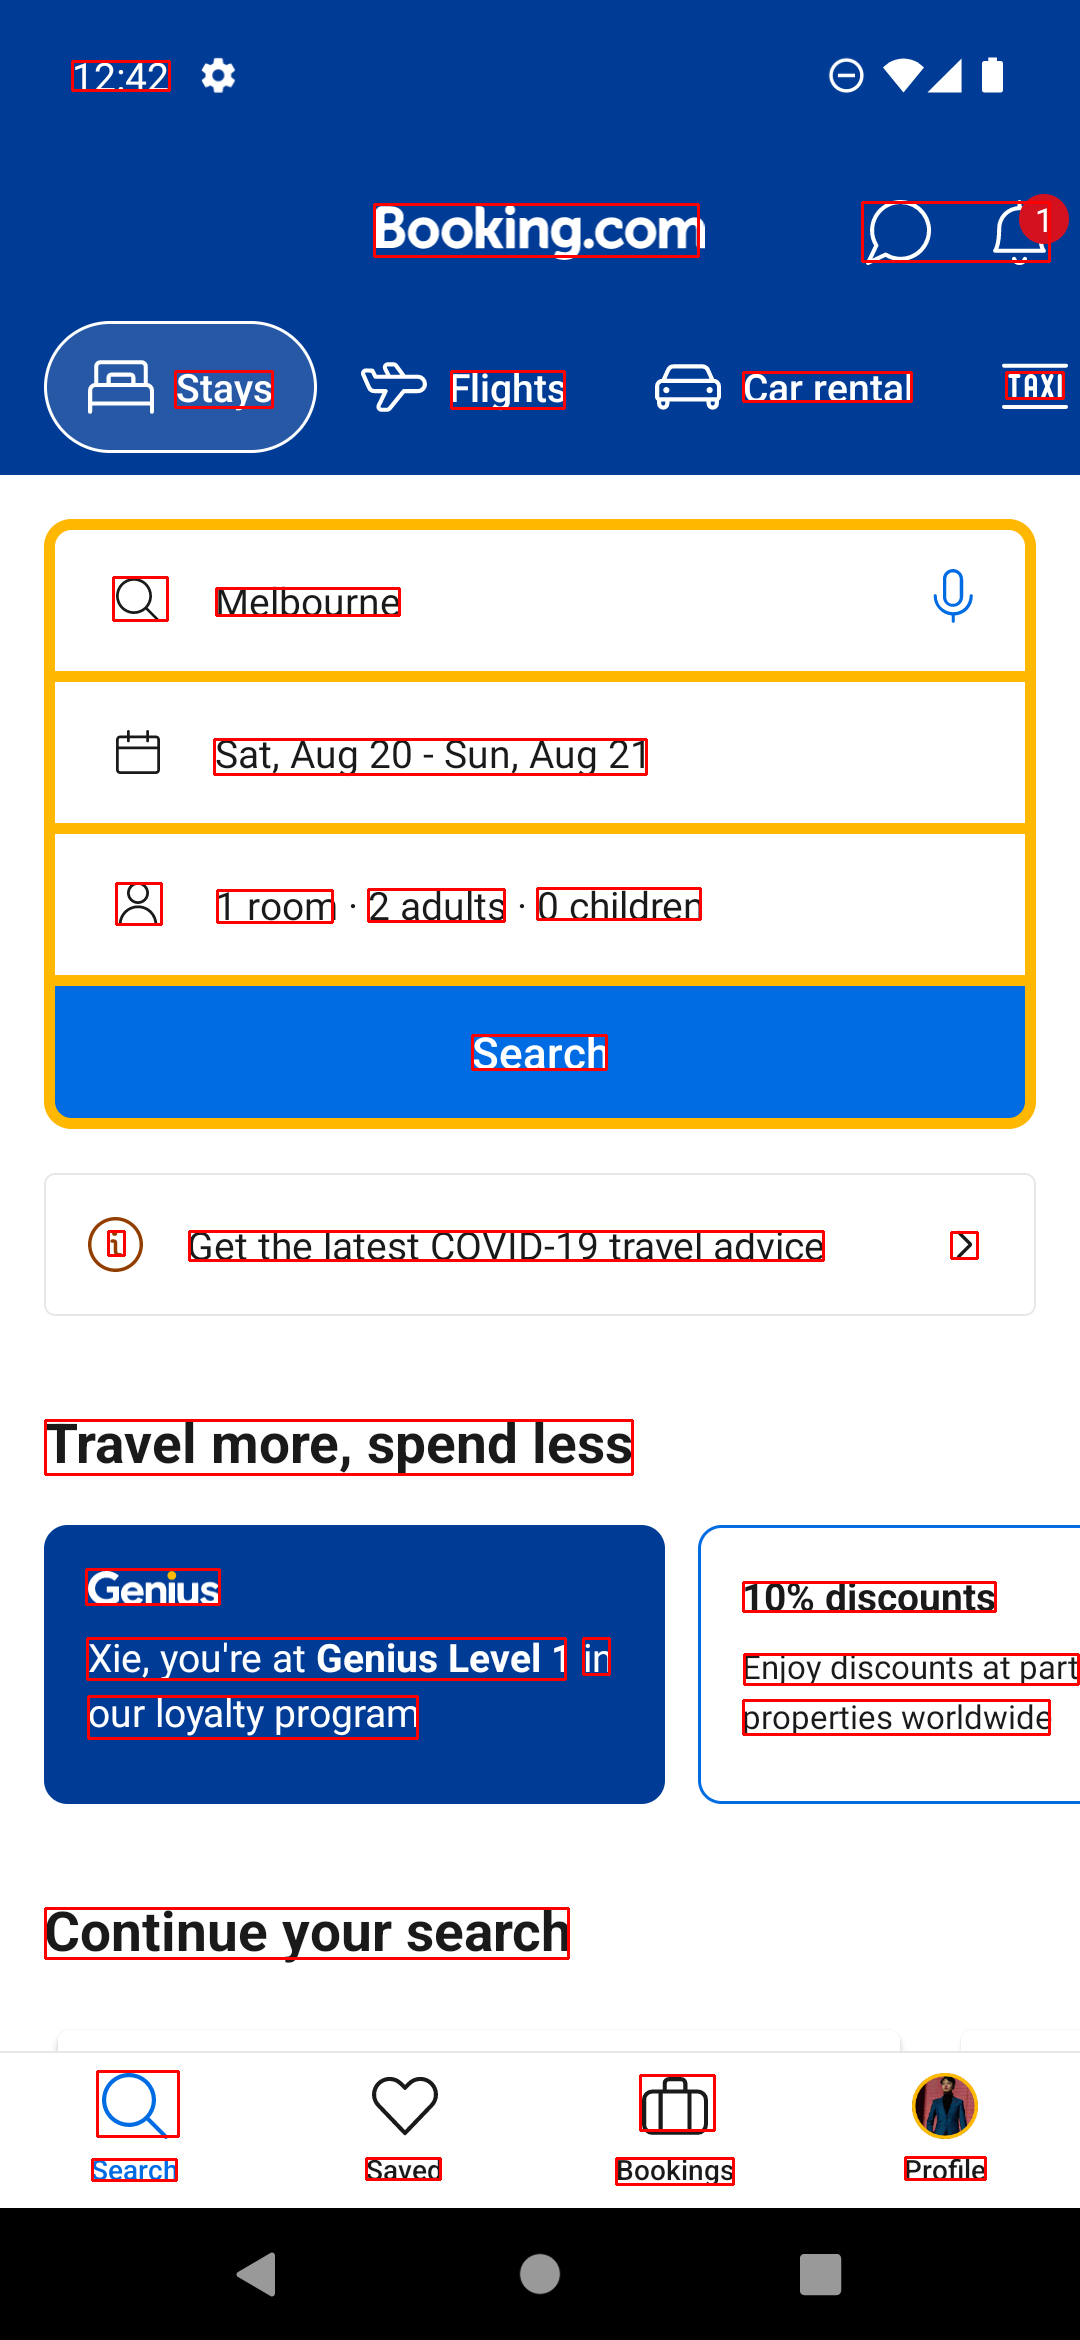 12:42
Booking.com
1
Stays Flights Car rental TAXI
Melbourne
Sat, Aug 20 - Sun, Aug 21
1 room · 2 adults · 0 children
Search
Get the latest COVID-19 travel advice
Travel more, spend less
Genius
Xie, you're at Genius Level 1 in
our loyalty program
10% discounts
Enjoy discounts at part
properties worldwide
Continue your search
Search Saved Bookings Profile